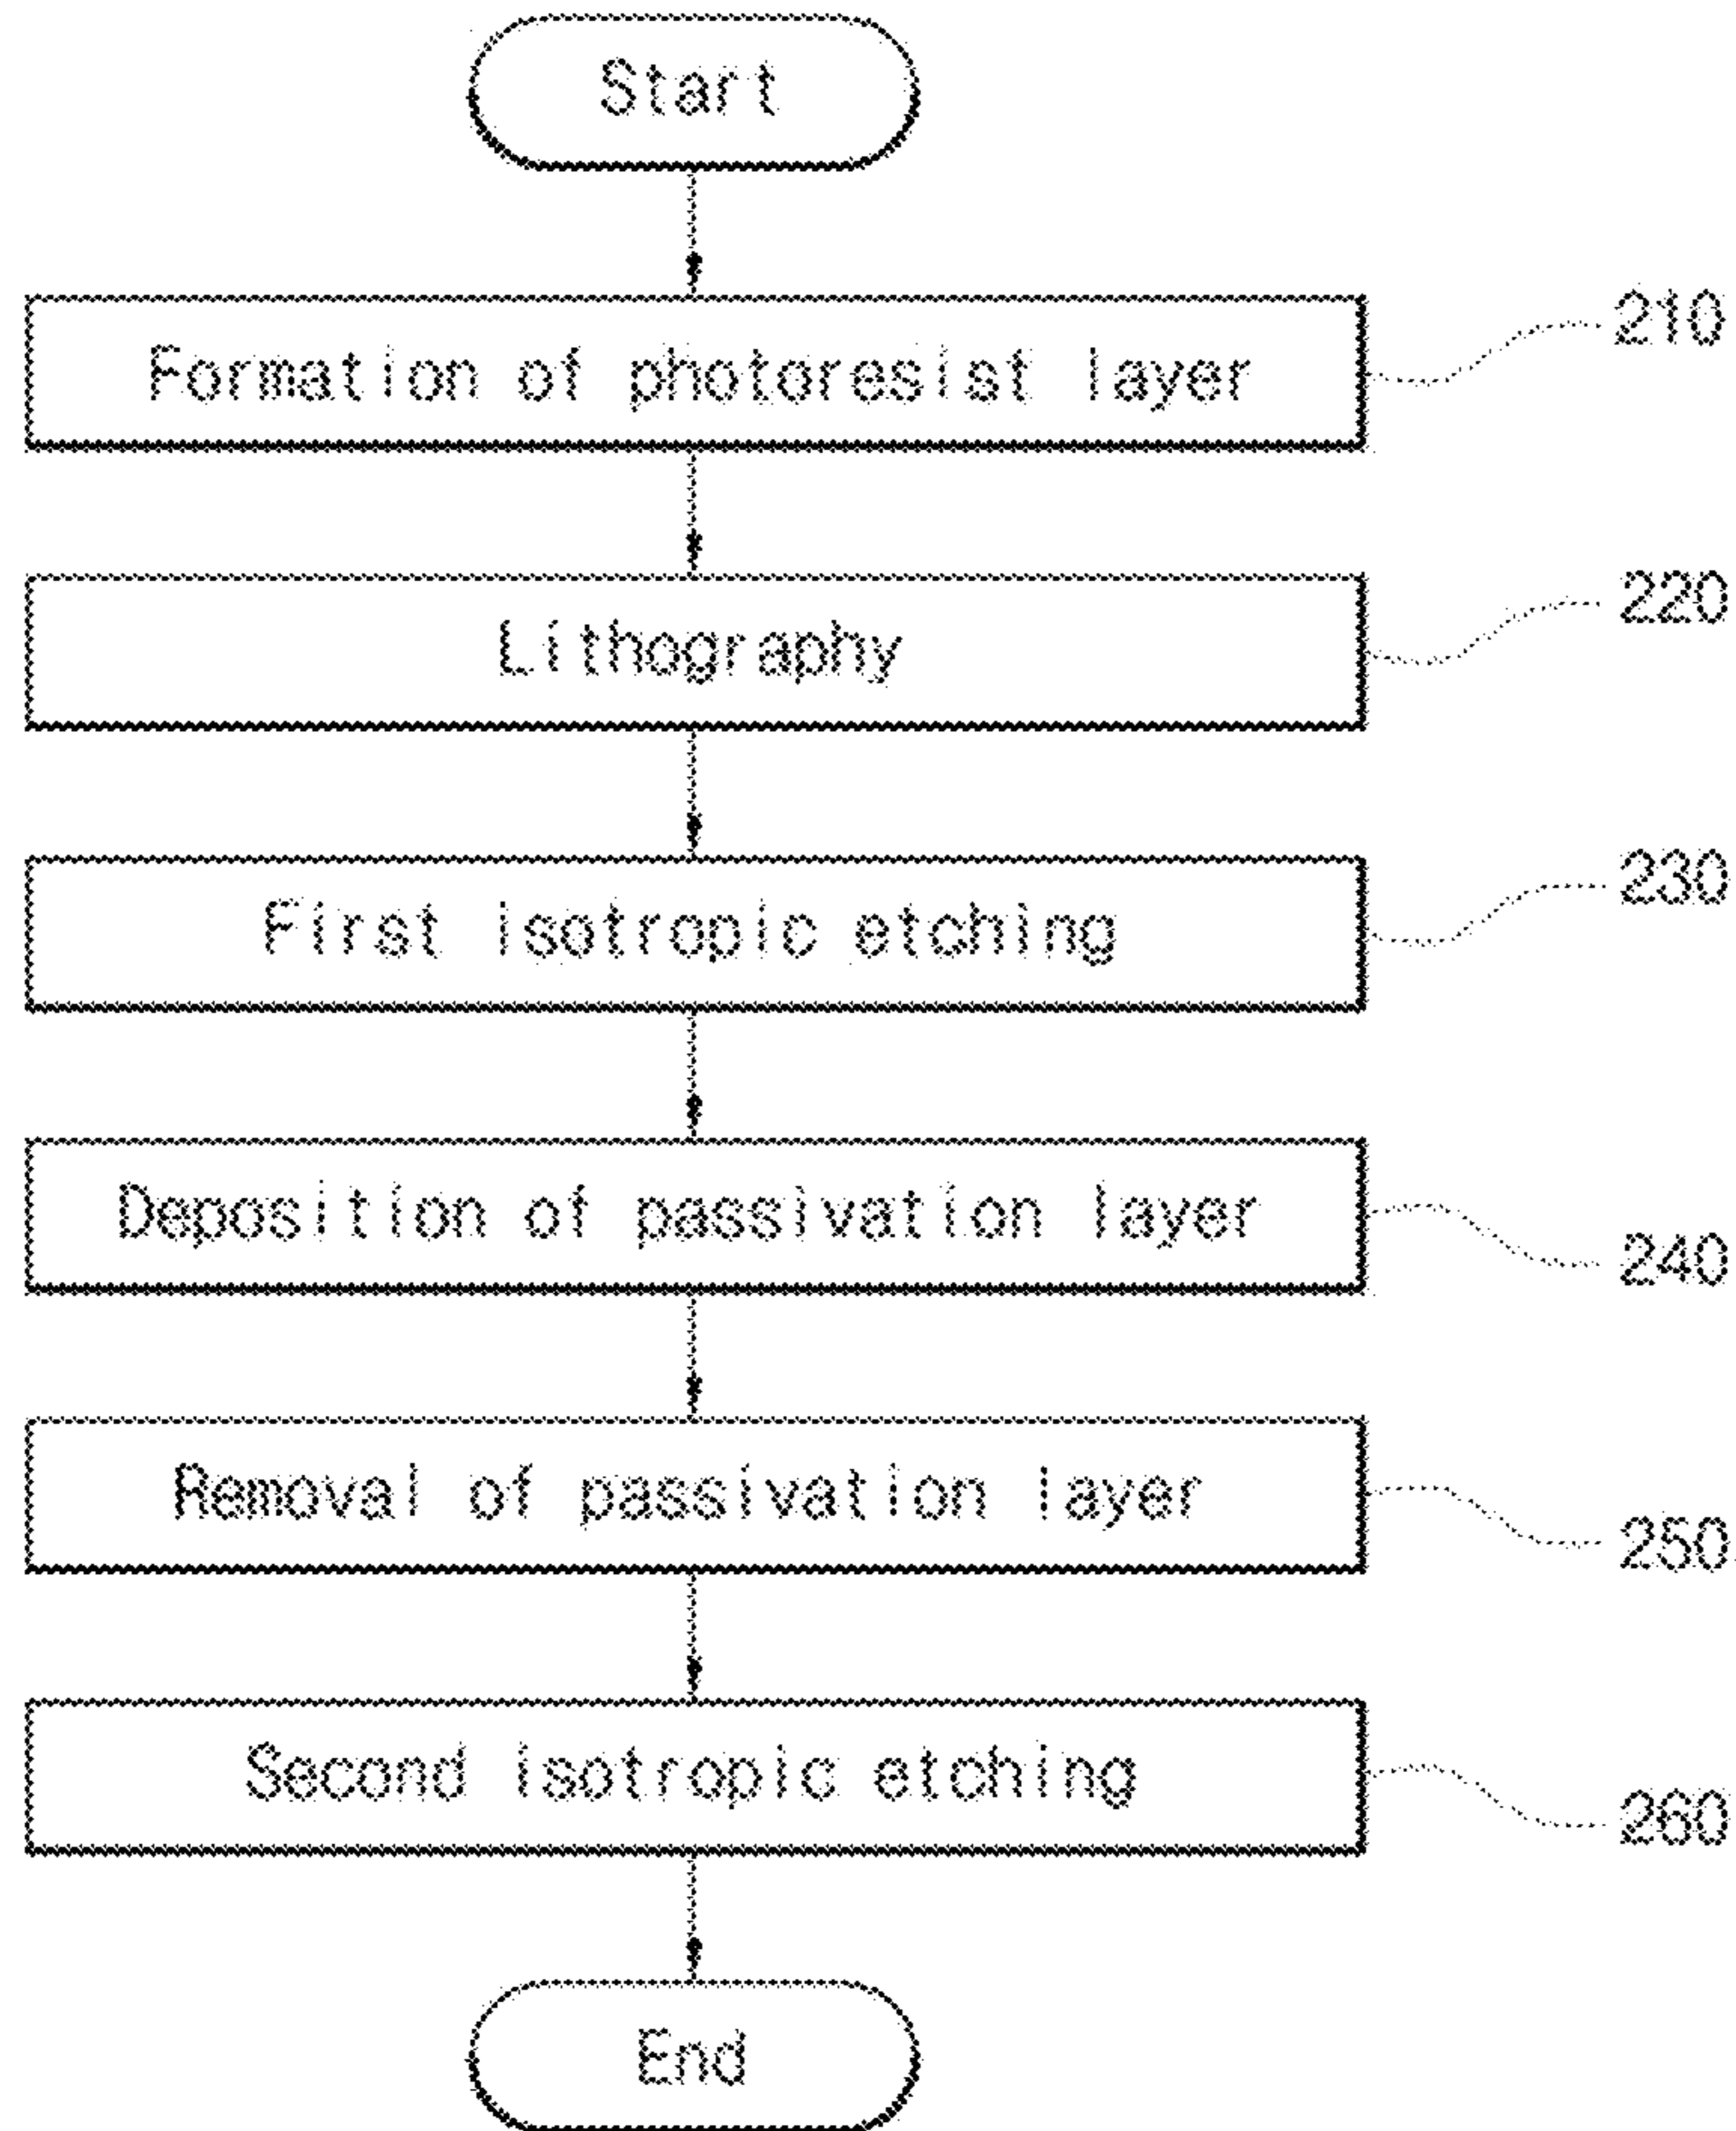 Start
Formation of photoresist layer
210
Lithography
220
First isotropic etching
230
Deposition of passivation layer
240
Removal of passivation layer
250
Second isotropic etching
260
End